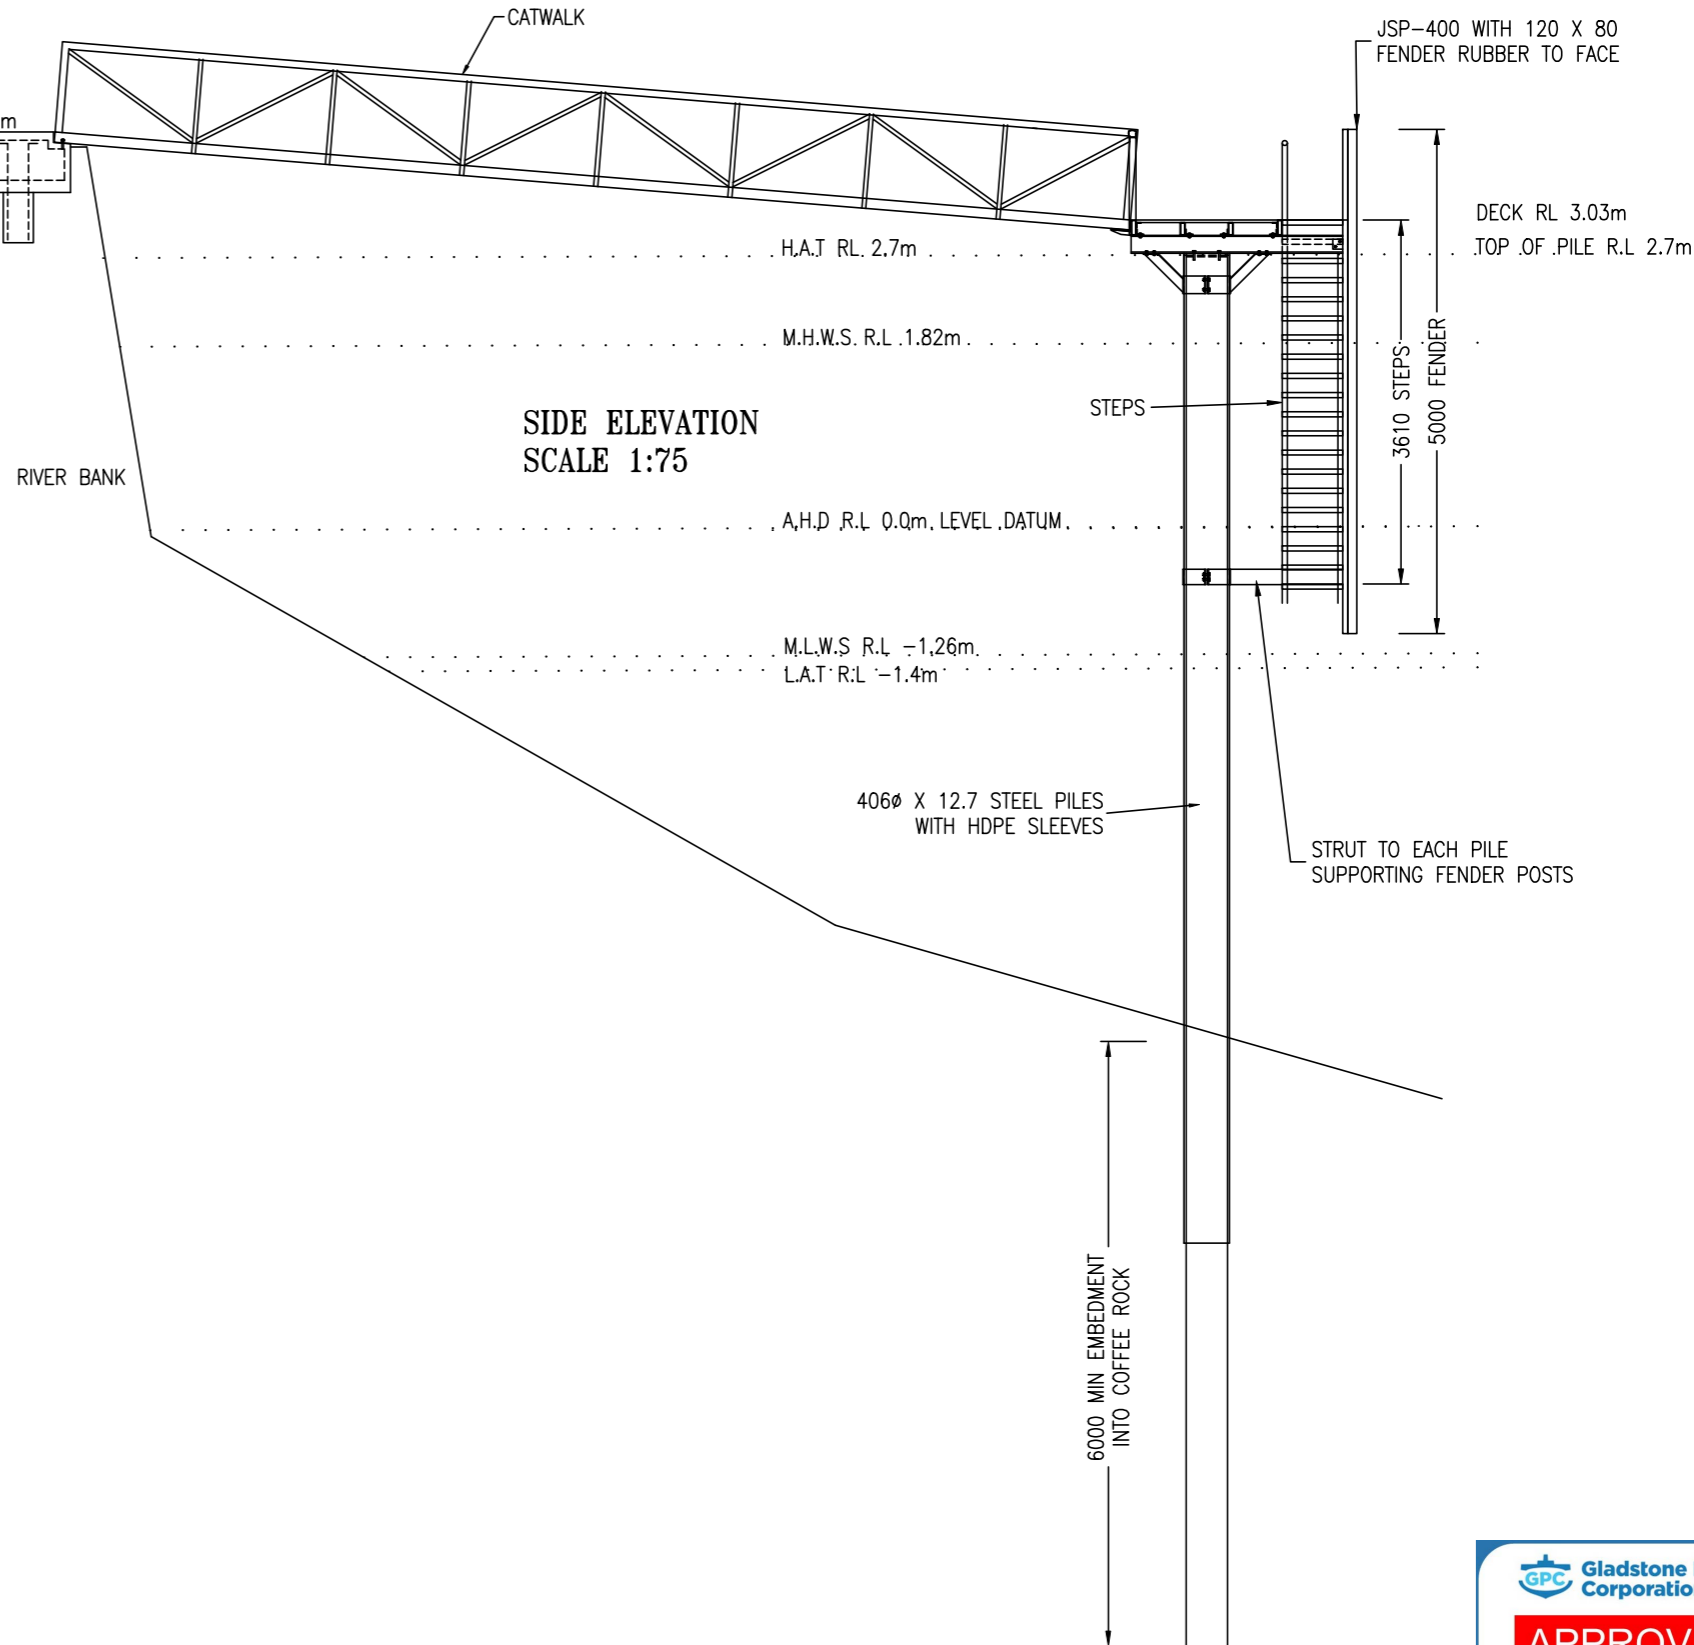 CATWALK
JSP-400 WITH 120 X 80
FENDER RUBBER TO FACE
m
DECK RL 3.03m
TOP OF PILE R.L 2.7m
H.A.T RL 2.7m
M.H.W.S. R.L 1.82m
STEPS
3610 STEPS
5000 FENDER
SIDE ELEVATION
SCALE 1:75
RIVER BANK
A.H.D R.L 0.0m LEVEL DATUM
M.L.W.S R.L -1.26m
L.A.T R.L -1.4m
406ø X 12.7 STEEL PILES
WITH HDPE SLEEVES
STRUT TO EACH PILE
SUPPORTING FENDER POSTS
6000 MIN EMBEDMENT
INTO COFFEE ROCK
GPC
Gladstone
Corporatio
APPROV